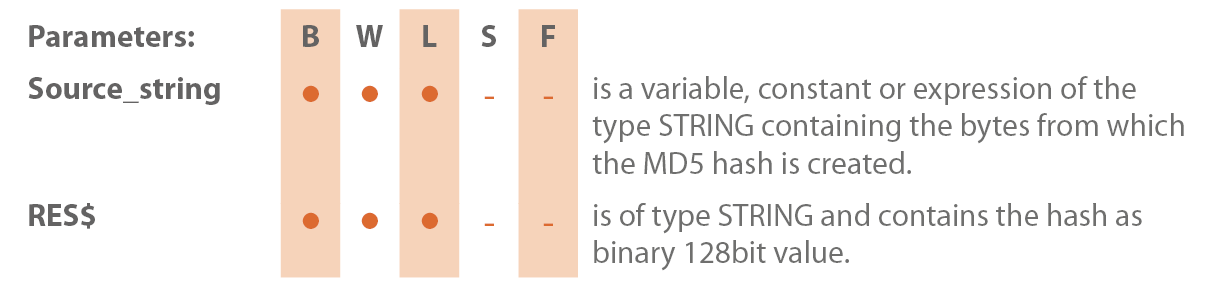 Parameters: B W L S F
Source_string ● ● ● - - is a variable, constant or expression of the
type STRING containing the bytes from which
the MD5 hash is created.
RES$ ● ● ● - - is of type STRING and contains the hash as
binary 128bit value.